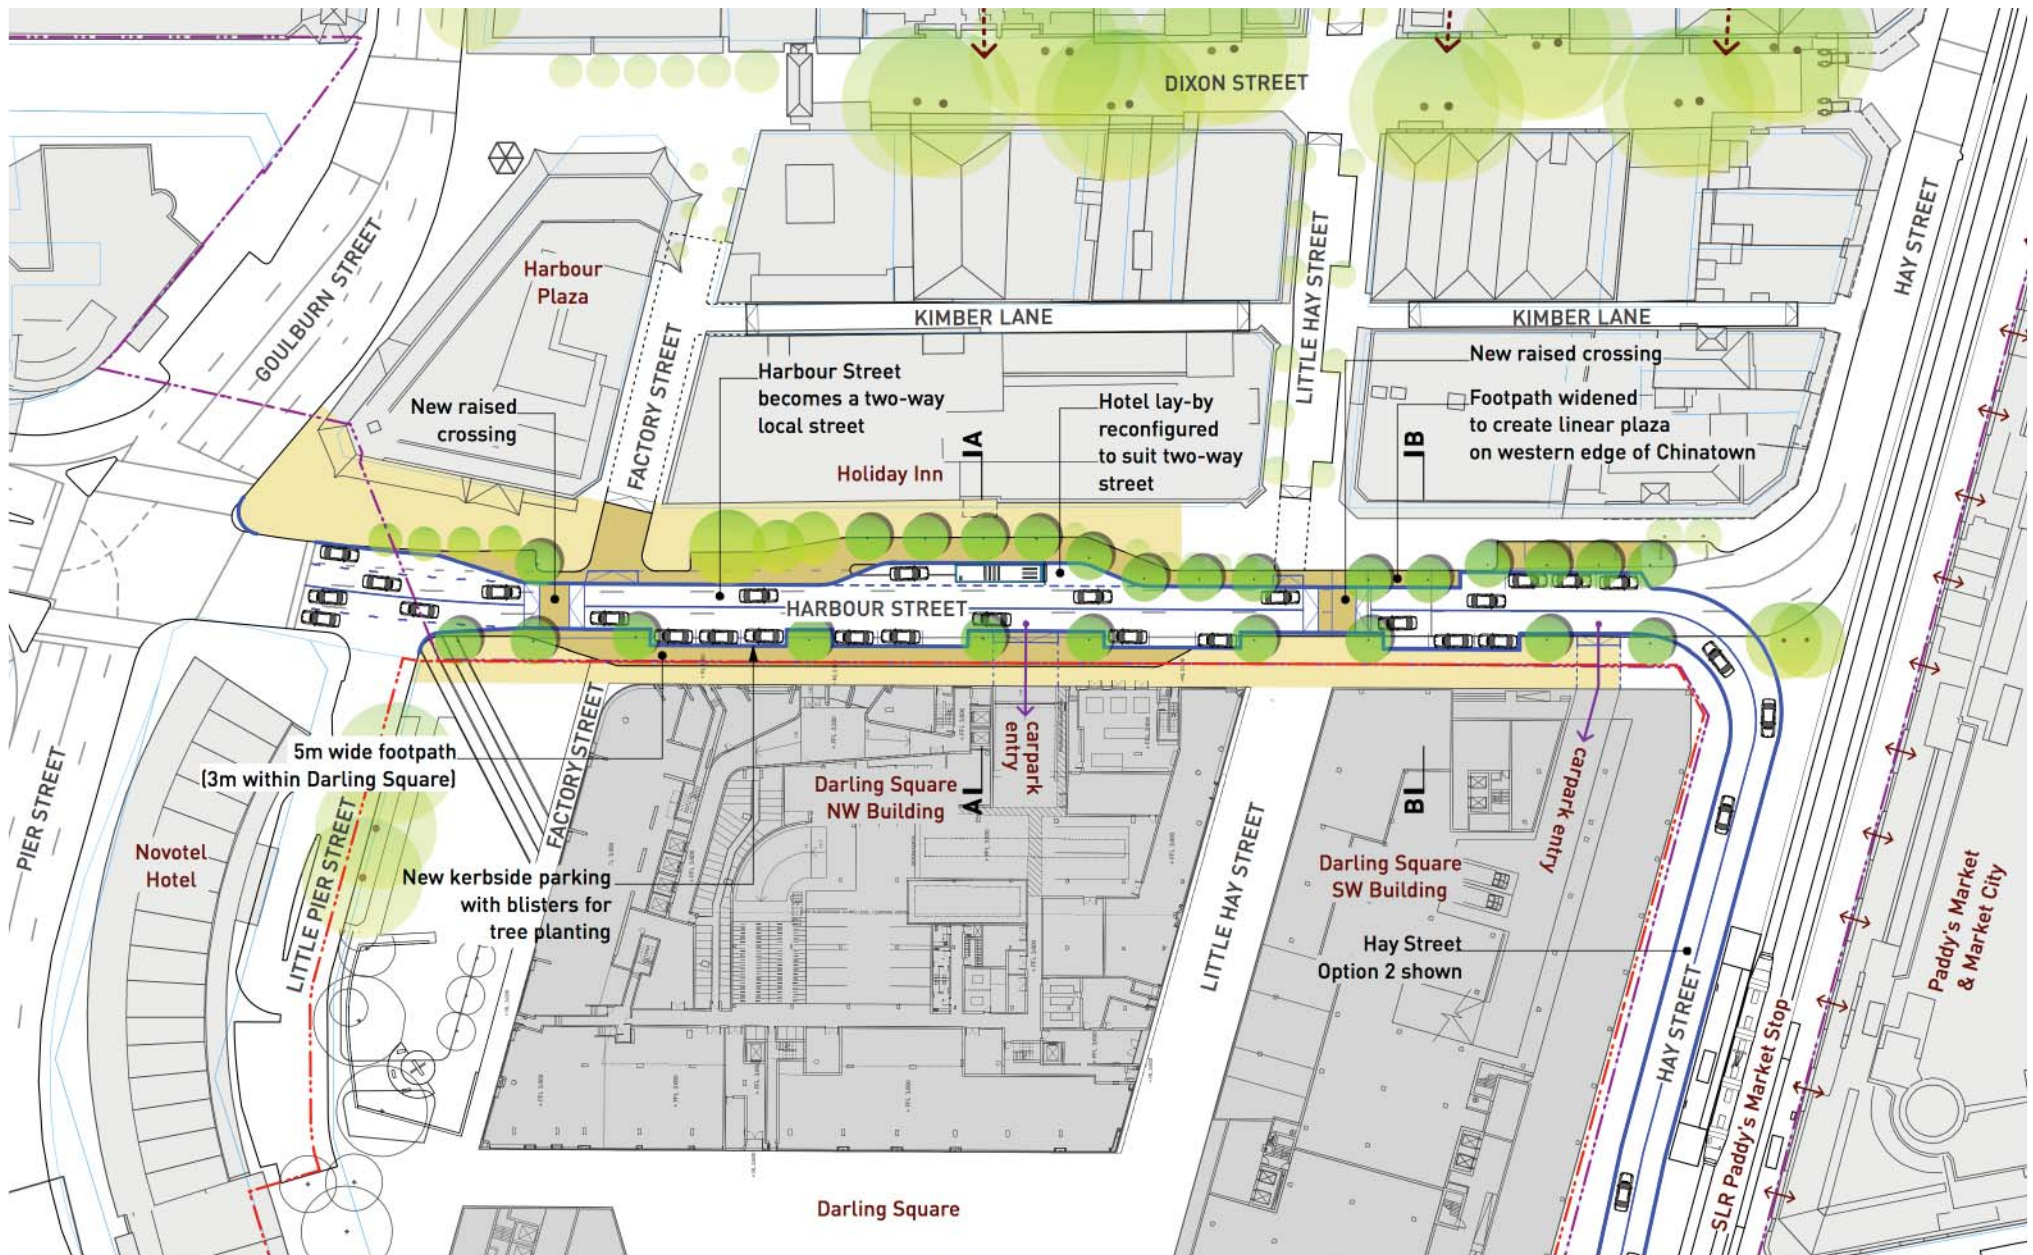 DIXON STREET
GOULBURN STREET
Harbour
Plaza
FACTORY STREET
KIMBER LANE
LITTLE HAY STREET
KIMBER LANE
HAY STREET
New raised
crossing
Harbour Street
becomes a two-way
local street
Holiday Inn
IA
Hotel lay-by
reconfigured
to suit two-way
street
New raised crossing
Footpath widened
to create linear plaza
on western edge of Chinatown
IB
HARBOUR STREET
PIER STREET
Novotel
Hotel
LITTLE PIER STREET
5m wide footpath
(3m within Darling Square)
FACTORY STREET
New kerbside parking
with blisters for
tree planting
Darling Square
NW Building
AI
carpark
entry
LITTLE HAY STREET
BI
Darling Square
SW Building
carpark entry
Hay Street
Option 2 shown
HAY STREET
SLR Paddy's Market Stop
Paddy's Market
& Market City
Darling Square